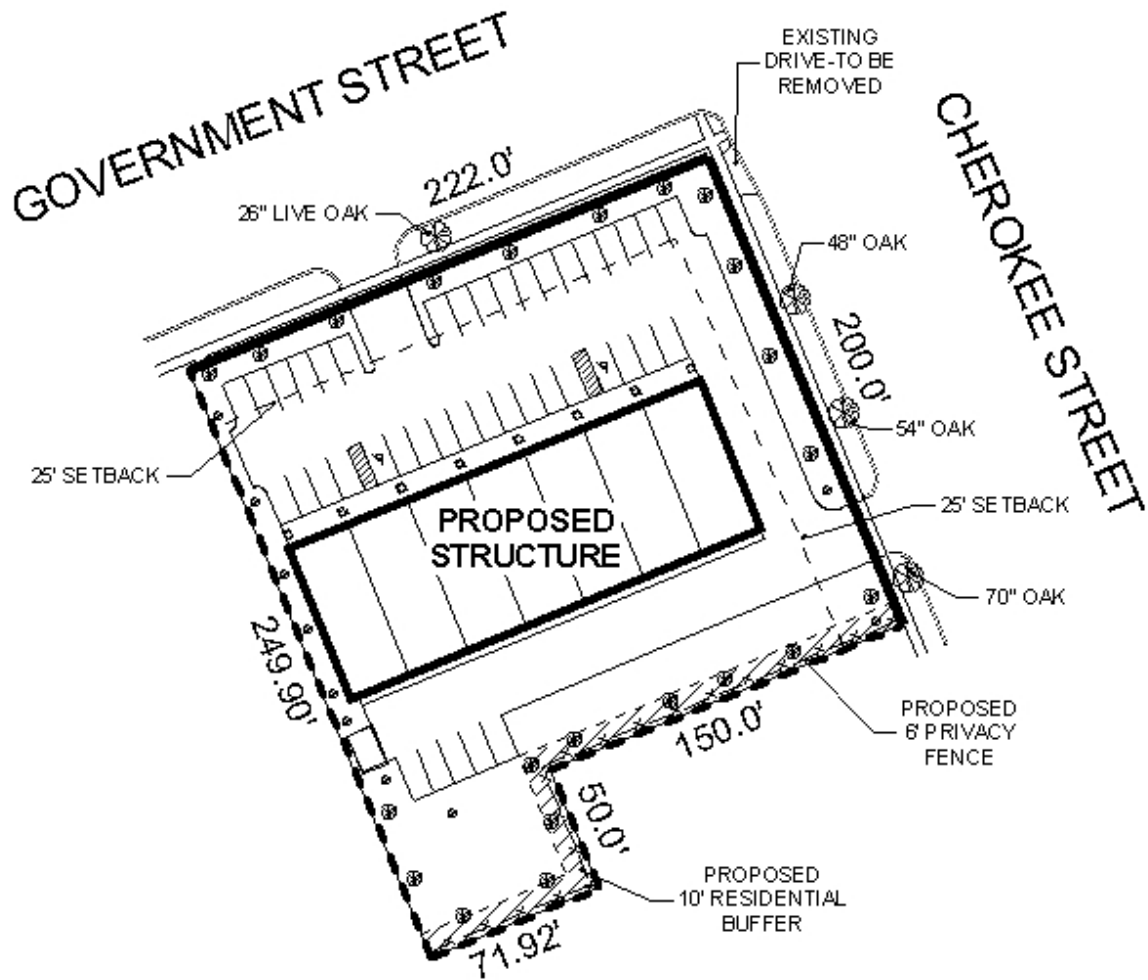 GOVERNMENT STREET
EXISTING
DRIVE-TO BE
REMOVED
CHEROKEE STREET
222.0'
26" LIVE OAK
48" OAK
200.0'
54" OAK
25' SETBACK
25' SETBACK
PROPOSED
STRUCTURE
70" OAK
249.90'
150.0'
PROPOSED
6' PRIVACY
FENCE
50.0'
PROPOSED
10' RESIDENTIAL
BUFFER
71.92'